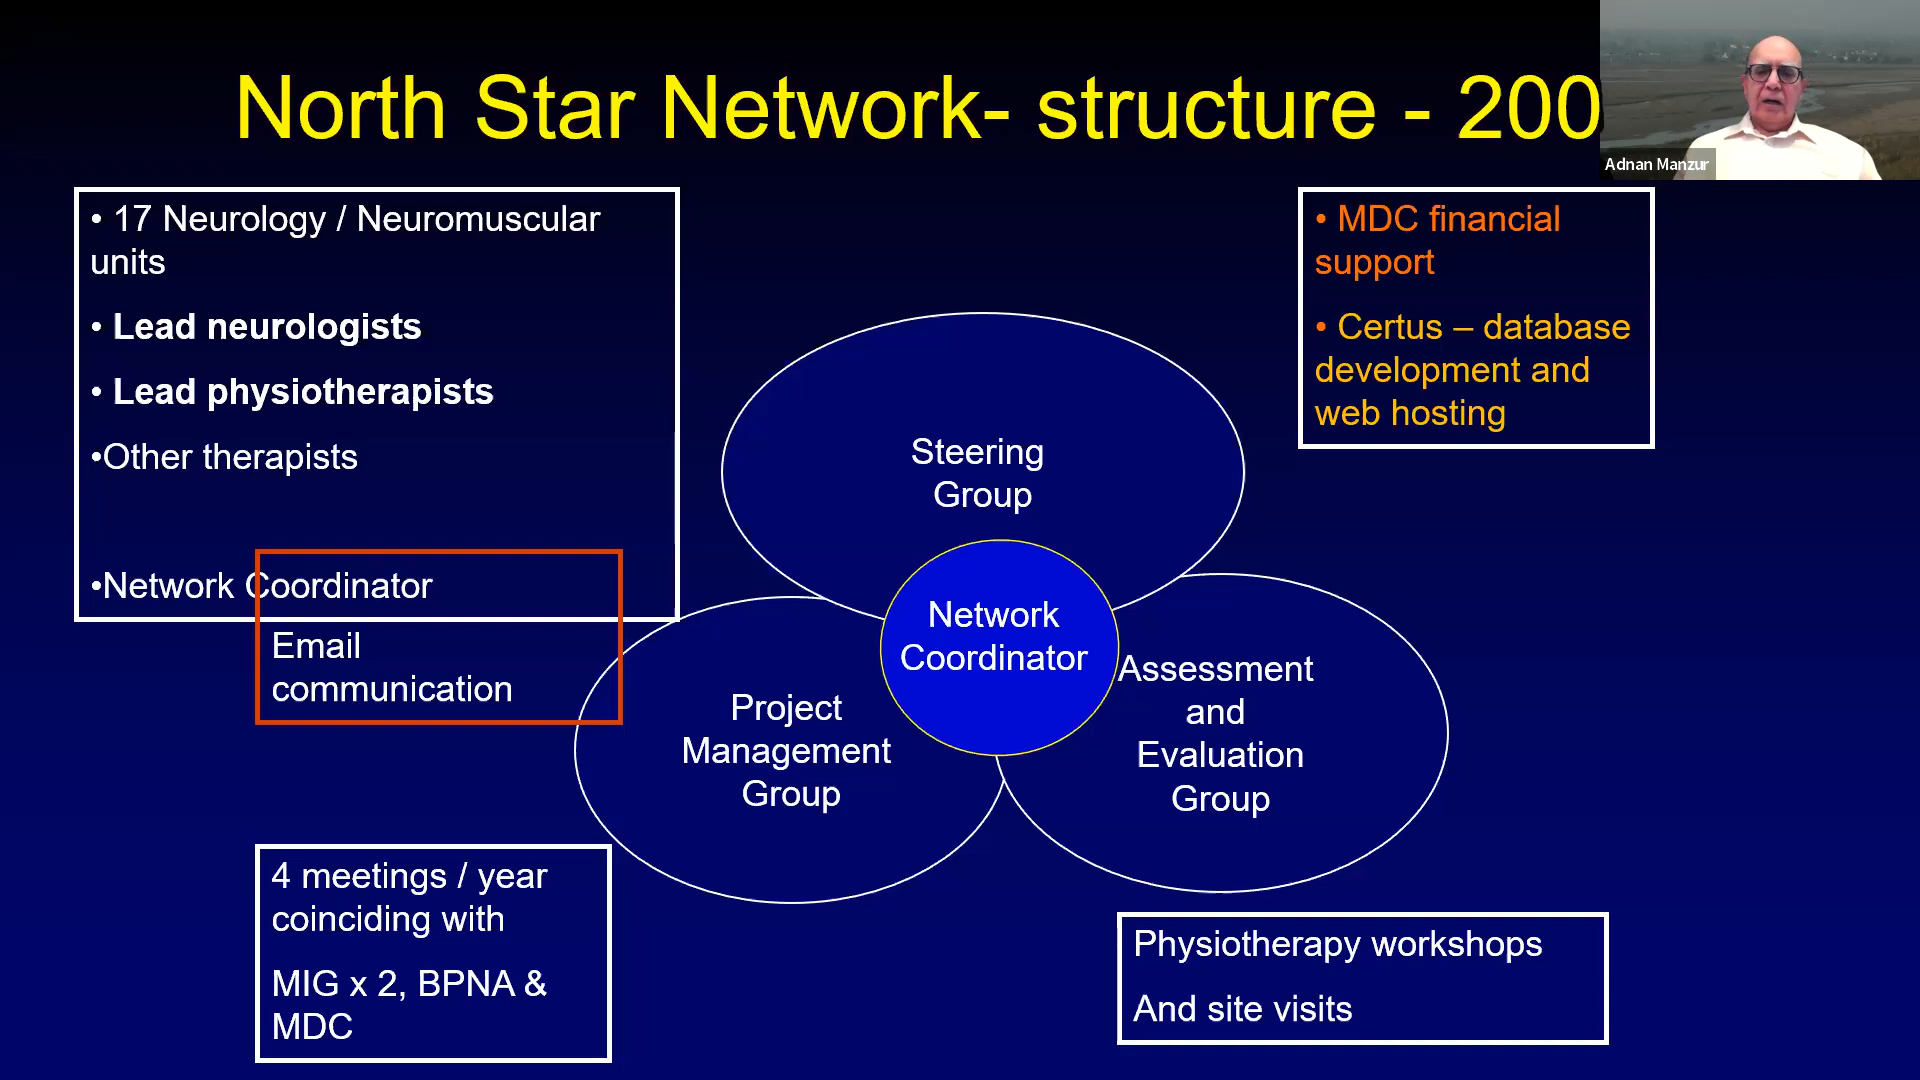 North Star Network- structure - 200
Adnan Manzur
• 17 Neurology / Neuromuscular
units
• Lead neurologists
• Lead physiotherapists
•Other therapists
•Network Coordinator
Email
communication
• MDC financial
support
• Certus – database
development and
web hosting
Steering
Group
Network
Coordinator
Project
Management
Group
Assessment
and
Evaluation
Group
4 meetings / year
coinciding with
MIG x 2, BPNA &
MDC
Physiotherapy workshops
And site visits